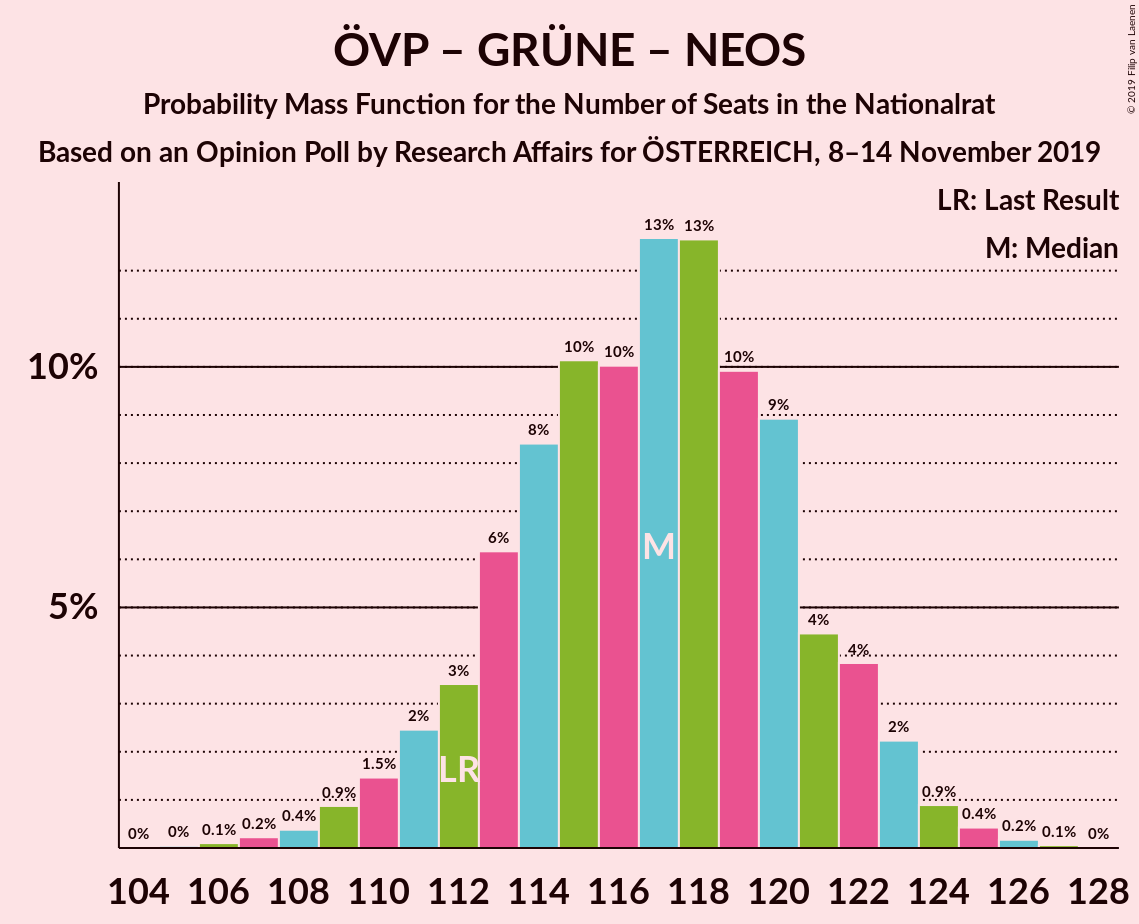 ÖVP – GRÜNE – NEOS
Probability Mass Function for the Number of Seats in the Nationalrat
Based on an Opinion Poll by Research Affairs for ÖSTERREICH, 8–14 November 2019
© 2019 Filip van Laenen
LR: Last Result
M: Median
13% 13%
10% 10% 10%
9%
8%
6%
4%
4%
3%
2% 2%
1.5%
0.9% 0.9%
0% 0% 0.1% 0.2% 0.4% 0.4% 0.2% 0.1% 0%
10%
5%
M
LR
104 106 108 110 112 114 116 118 120 122 124 126 128